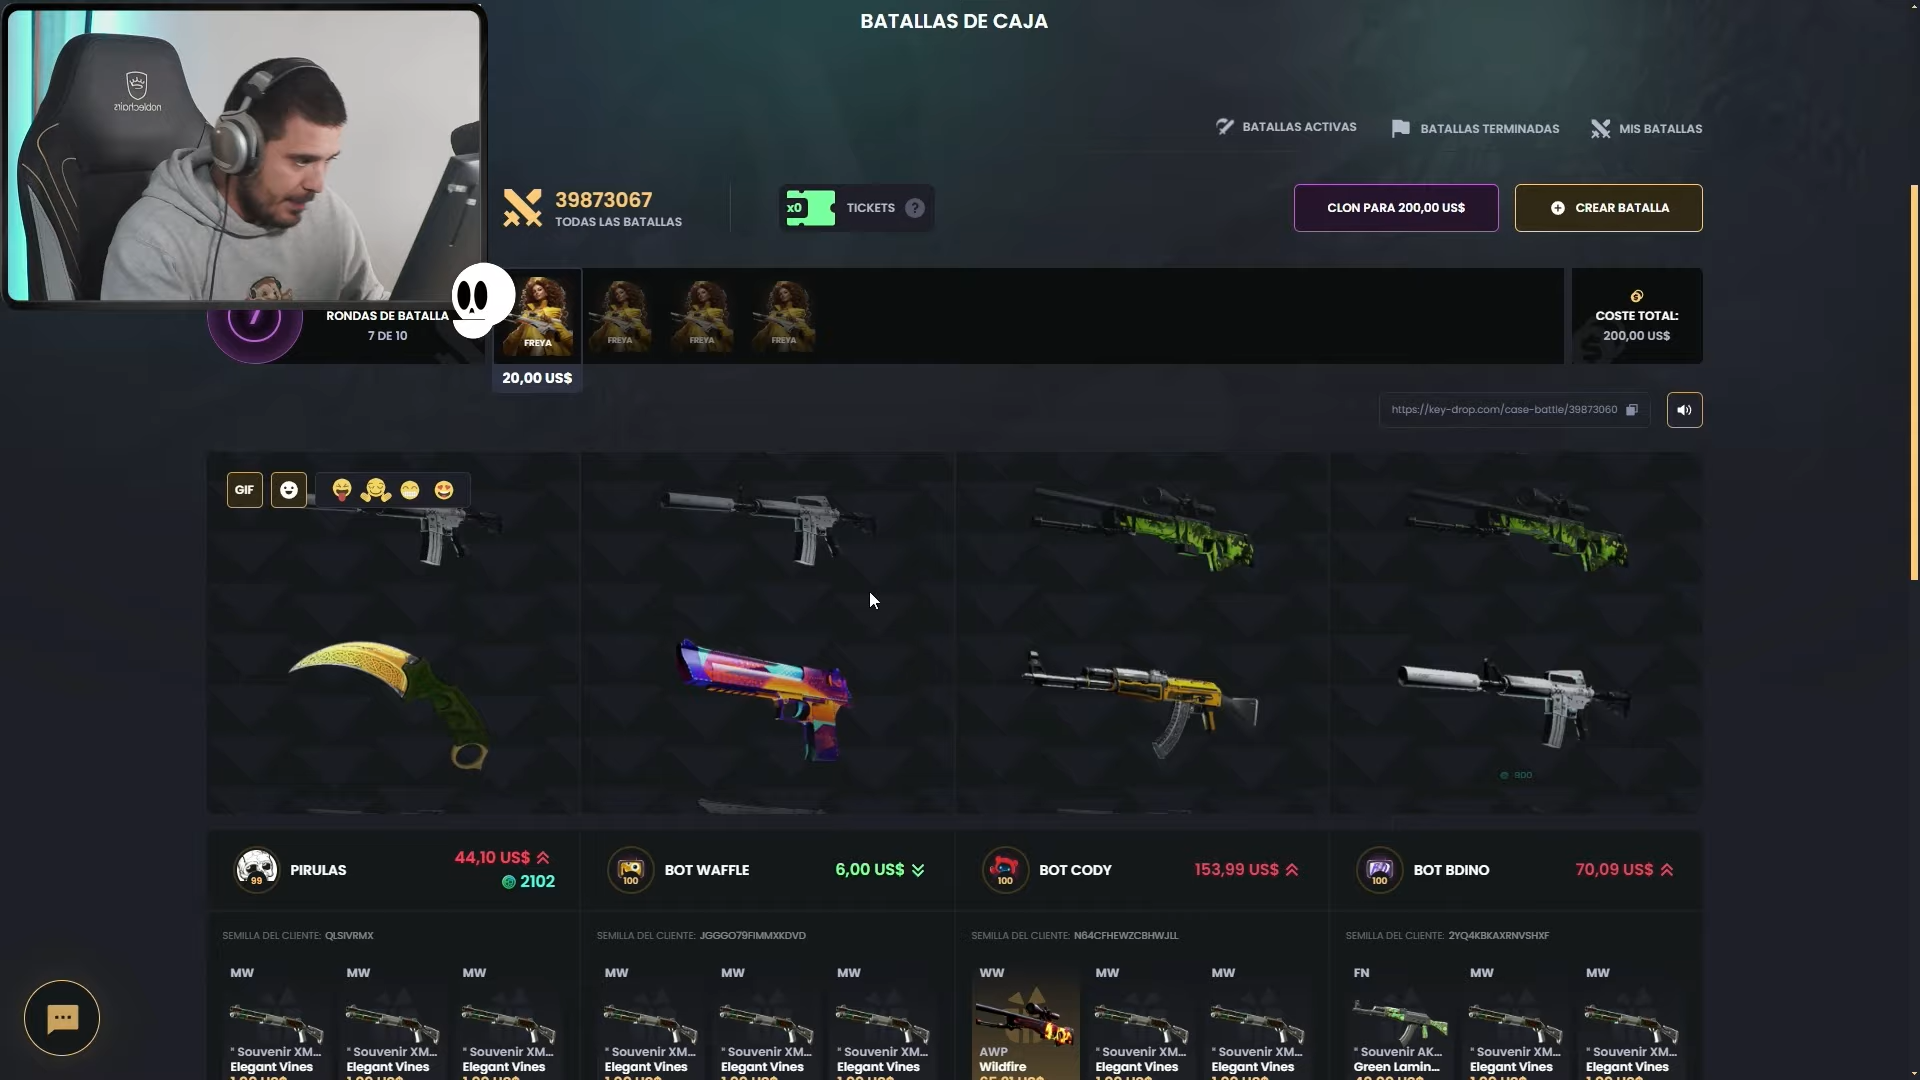 BATALLAS DE CAJA
noblechairs
BATALLAS ACTIVAS
BATALLAS TERMINADAS
MIS BATALLAS
39873067
TODAS LAS BATALLAS
x0
TICKETS ?
CLON PARA 200,00 US$
CREAR BATALLA
7
RONDAS DE BATALLA
7 DE 10
FREYA
FREYA
FREYA
FREYA
20,00 US$
COSTE TOTAL:
200,00 US$
https://key-drop.com/case-battle/39873060
GIF
900
99
PIRULAS
44,10 US$
2102
100
BOT WAFFLE
6,00 US$
100
BOT CODY
153,99 US$
100
BOT BDINO
70,09 US$
SEMILLA DEL CLIENTE: QLSIVRMX
SEMILLA DEL CLIENTE: JGGGO79FIMMXKDVD
SEMILLA DEL CLIENTE: N64CFHEWZCBHWJLL
SEMILLA DEL CLIENTE: 2YQ4KBKAXRNVSHXF
MW MW MW MW MW MW WW MW MW FN MW MW
" Souvenir XM... " Souvenir XM... " Souvenir XM... " Souvenir XM... " Souvenir XM... " Souvenir XM... AWP " Souvenir XM... " Souvenir XM... " Souvenir AK... " Souvenir XM... " Souvenir XM...
Elegant Vines Elegant Vines Elegant Vines Elegant Vines Elegant Vines Elegant Vines Wildfire Elegant Vines Elegant Vines Green Lamin... Elegant Vines Elegant Vines